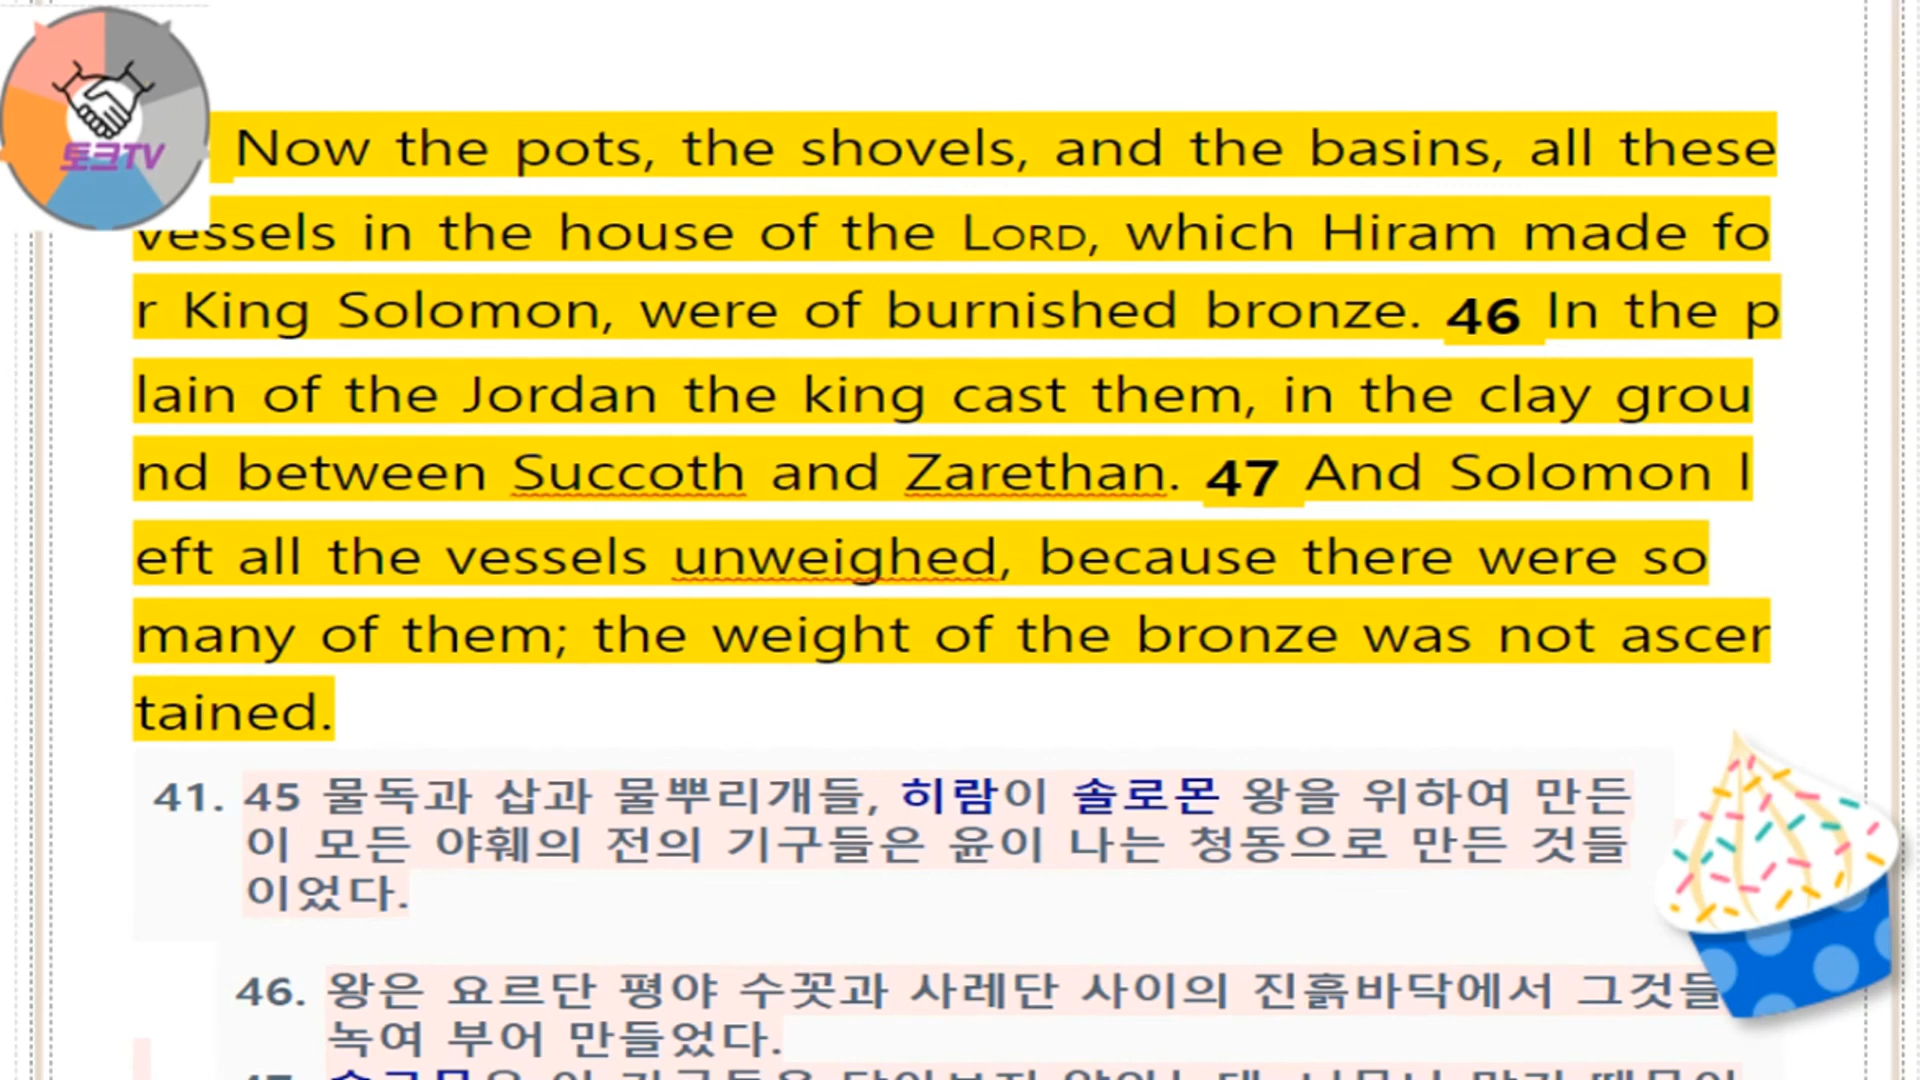 토크TV
Now the pots, the shovels, and the basins, all these
vessels in the house of the LORD, which Hiram made fo
r King Solomon, were of burnished bronze. 46 In the p
lain of the Jordan the king cast them, in the clay grou
nd between Succoth and Zarethan. 47 And Solomon l
eft all the vessels unweighed, because there were so
many of them; the weight of the bronze was not ascer
tained.
41. 45 물독과 삽과 물뿌리개들, 히람이 솔로몬 왕을 위하여 만든
이 모든 야훼의 전의 기구들은 윤이 나는 청동으로 만든 것들
이었다.
46. 왕은 요르단 평야 수꼿과 사레단 사이의 진흙바닥에서 그것들
녹여 부어 만들었다.